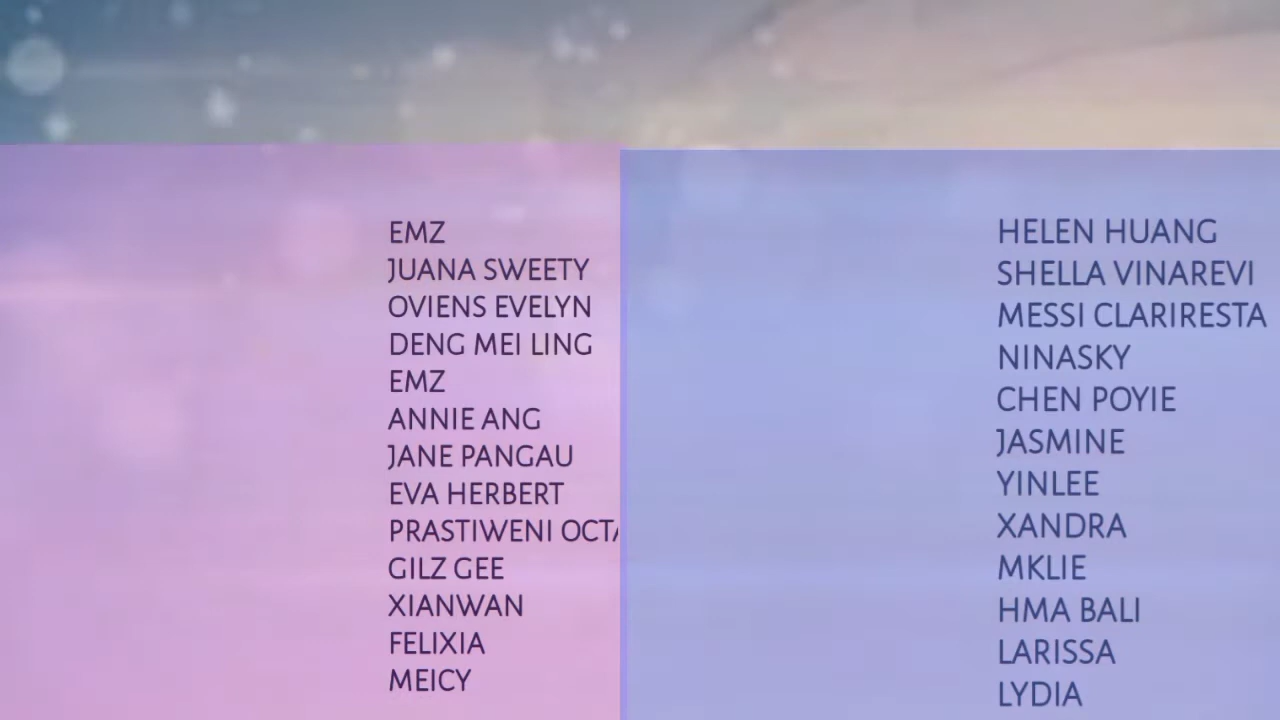 EMZ
JUANA SWEETY
OVIENS EVELYN
DENG MEI LING
EMZ
ANNIE ANG
JANE PANGAU
EVA HERBERT
PRASTIWENI
GILZ GEE
XIANWAN
FELIXIA
MEICY
HELEN HUANG
SHELLA VINAREVI
MESSI CLARIRESTA
NINASKY
CHEN POYIE
JASMINE
YINLEE
XANDRA
MKLIE
HMA BALI
LARISSA
LYDIA